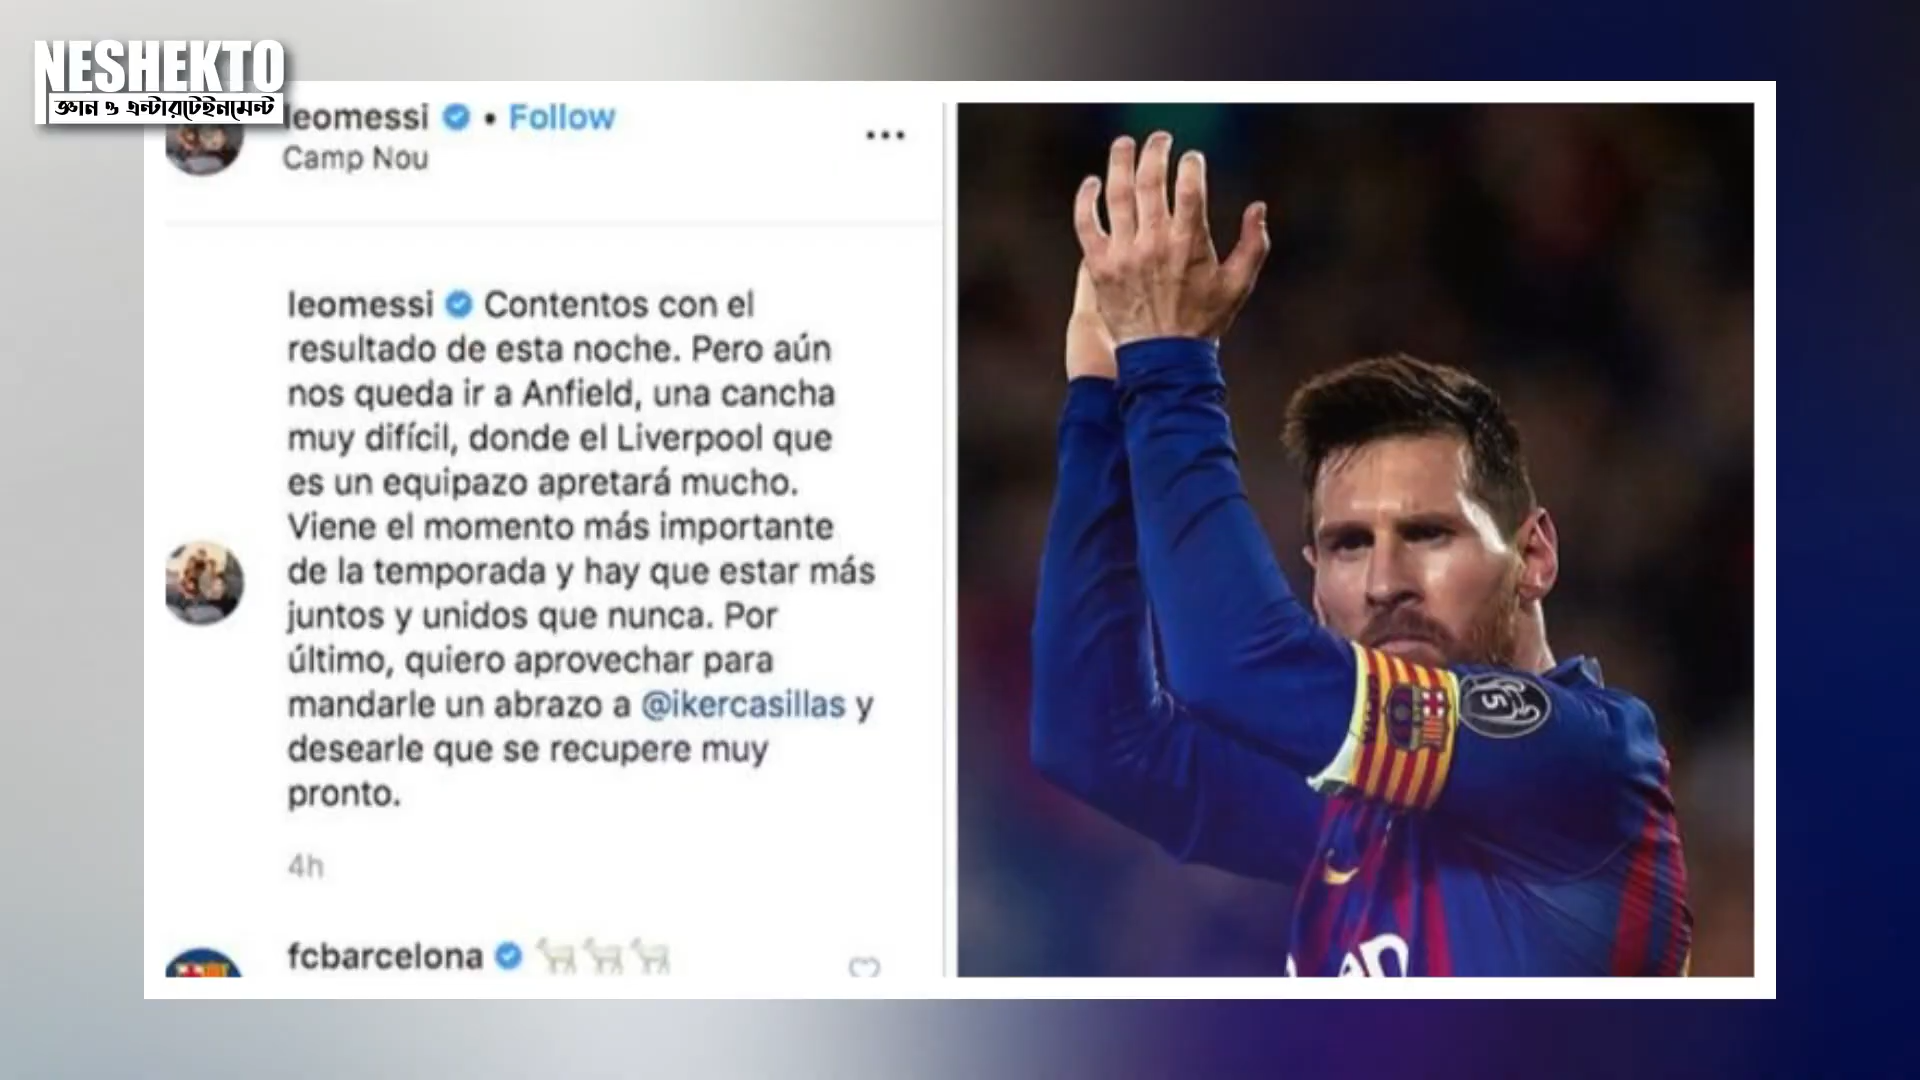 NESHEKTO
জ্ঞান ও এন্টারটেইনমেন্ট
leomessi • Follow
Camp Nou
leomessi Contentos con el
resultado de esta noche. Pero aún
nos queda ir a Anfield, una cancha
muy difícil, donde el Liverpool que
es un equipazo apretará mucho.
Viene el momento más importante
de la temporada y hay que estar más
juntos y unidos que nunca. Por
último, quiero aprovechar para
mandarle un abrazo a @ikercasillas y
desearle que se recupere muy
pronto.
4h
fcbarcelona
5